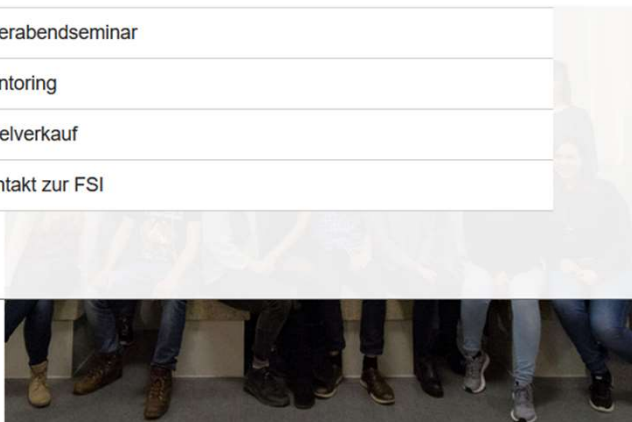 erabendseminar
ntoring
elverkauf
ntakt zur FSI